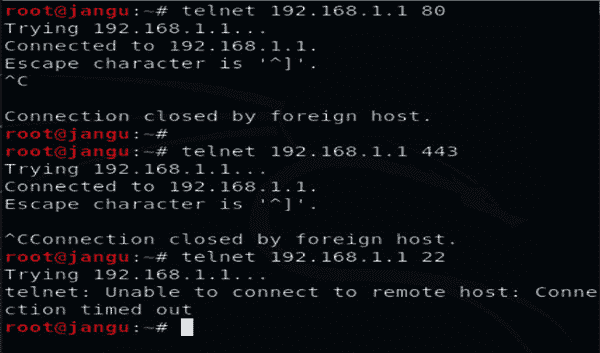 root@jangu:~# telnet 192.168.1.1 80
Trying 192.168.1.1...
Connected to 192.168.1.1.
Escape character is '^]'.
^C
Connection closed by foreign host.
root@jangu:~#
root@jangu:~# telnet 192.168.1.1 443
Trying 192.168.1.1...
Connected to 192.168.1.1.
Escape character is '^]'.
^CConnection closed by foreign host.
root@jangu:~# telnet 192.168.1.1 22
Trying 192.168.1.1...
telnet: Unable to connect to remote host: Conne
ction timed out
root@jangu:~#